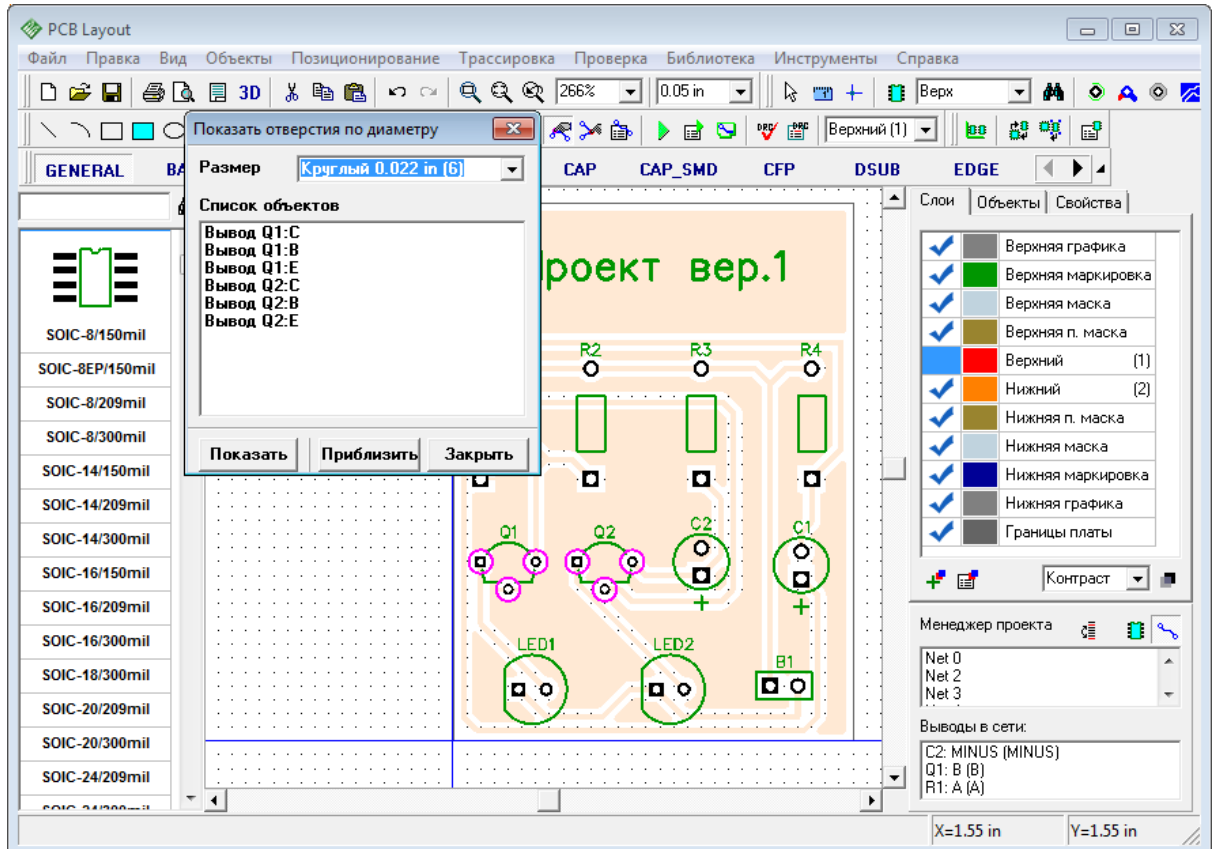 PCB Layout
Файл Правка Вид Объекты Позиционирование Трассировка Проверка Библиотека Инструменты Справка
3D 266% 0.05 in Верх
Показать отверстия по диаметру
DRC DRC Верхний (1)
GENERAL BA CAP CAP_SMD CFP DSUB EDGE
Размер Круглый 0.022 in (6)
Список объектов
Вывод Q1:C
Вывод Q1:B
Вывод Q1:E
Вывод Q2:C
Вывод Q2:B
Вывод Q2:E
Показать Приблизить Закрыть
SOIC-8/150mil
SOIC-8EP/150mil
SOIC-8/209mil
SOIC-8/300mil
SOIC-14/150mil
SOIC-14/209mil
SOIC-14/300mil
SOIC-16/150mil
SOIC-16/209mil
SOIC-16/300mil
SOIC-18/300mil
SOIC-20/209mil
SOIC-20/300mil
SOIC-24/209mil
SOIC-24/300mil
роект вер.1
R2 R3 R4
Q1 Q2 C2 C1
+ +
LED1 LED2 B1
Слои Объекты Свойства
Верхняя графика
Верхняя маркировка
Верхняя маска
Верхняя п. маска
Верхний (1)
Нижний (2)
Нижняя п. маска
Нижняя маска
Нижняя маркировка
Нижняя графика
Границы платы
Контраст
Менеджер проекта
Net 0
Net 2
Net 3
Выводы в сети:
C2: MINUS (MINUS)
Q1: B (B)
R1: A (A)
X=1.55 in Y=1.55 in